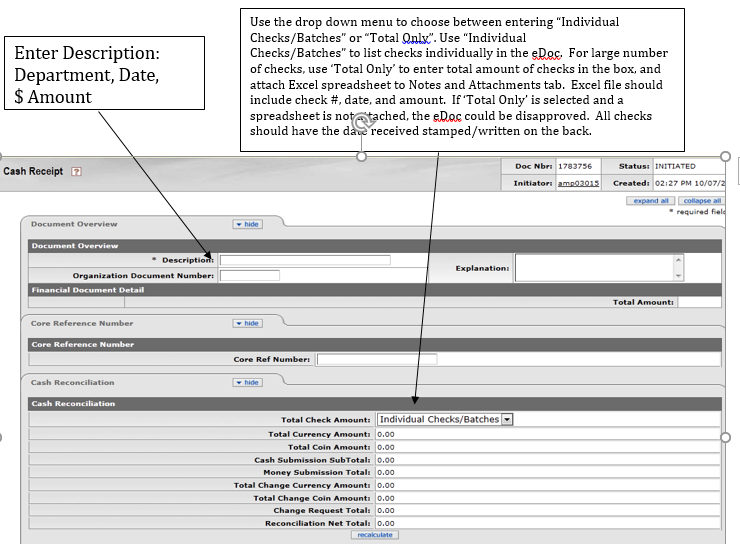 Use the drop down menu to choose between entering “Individual
Checks/Batches” or “Total Only”. Use “Individual
Checks/Batches” to list checks individually in the eDoc. For large number
of checks, use ‘Total Only’ to enter total amount of checks in the box, and
attach Excel spreadsheet to Notes and Attachments tab. Excel file should
include check #, date, and amount. If ‘Total Only’ is selected and a
spreadsheet is not attached, the eDoc could be disapproved. All checks
should have the date received stamped/written on the back.
Enter Description:
Department, Date,
$ Amount
Cash Receipt ?
Doc Nbr: 1783756 Status: INITIATED
Initiator: amp03015 Created: 02:27 PM 10/07/2
expand all collapse all
* required field
Document Overview hide
Document Overview
* Description:
Explanation:
Organization Document Number:
Financial Document Detail
Total Amount:
Core Reference Number hide
Core Reference Number
Core Ref Number:
Cash Reconciliation hide
Cash Reconciliation
Total Check Amount: Individual Checks/Batches
Total Currency Amount: 0.00
Total Coin Amount: 0.00
Cash Submission SubTotal: 0.00
Money Submission Total: 0.00
Total Change Currency Amount: 0.00
Total Change Coin Amount: 0.00
Change Request Total: 0.00
Reconciliation Net Total: 0.00
recalculate